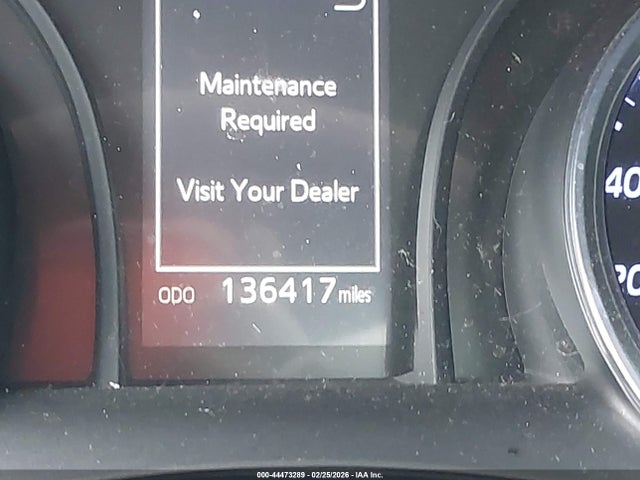 Maintenance
Required
Visit Your Dealer
ODO 136417 miles
40
000-44473289 - 02/25/2026 - IAA Inc.